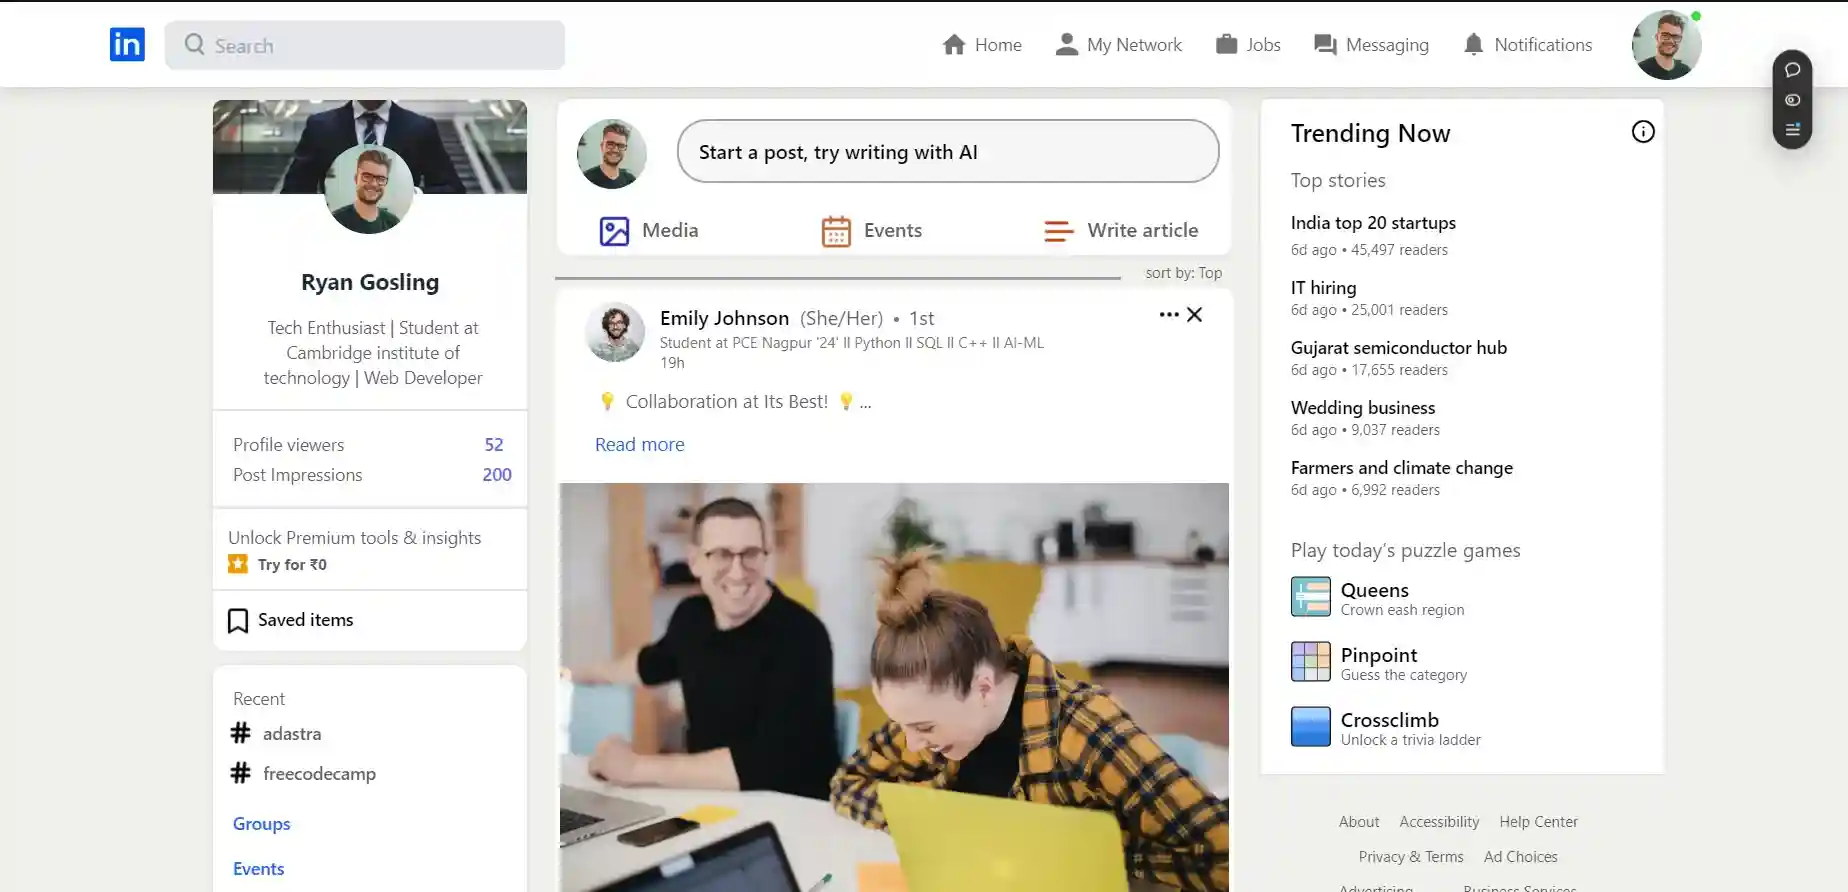 in
Search
Home
My Network
Jobs
Messaging
Notifications
Ryan Gosling
Tech Enthusiast | Student at
Cambridge institute of
technology | Web Developer
Profile viewers 52
Post Impressions 200
Unlock Premium tools & insights
Try for ₹0
Saved items
Recent
# adastra
# freecodecamp
Groups
Events
Start a post, try writing with AI
Media
Events
Write article
sort by: Top
Emily Johnson (She/Her) • 1st
Student at PCE Nagpur '24' II Python II SQL II C++ II AI-ML
19h
💡 Collaboration at Its Best! 💡 ...
Read more
Trending Now
Top stories
India top 20 startups
6d ago • 45,497 readers
IT hiring
6d ago • 25,001 readers
Gujarat semiconductor hub
6d ago • 17,655 readers
Wedding business
6d ago • 9,037 readers
Farmers and climate change
6d ago • 6,992 readers
Play today's puzzle games
Queens
Crown eash region
Pinpoint
Guess the category
Crossclimb
Unlock a trivia ladder
About Accessibility Help Center
Privacy & Terms Ad Choices
Advertising Business Services